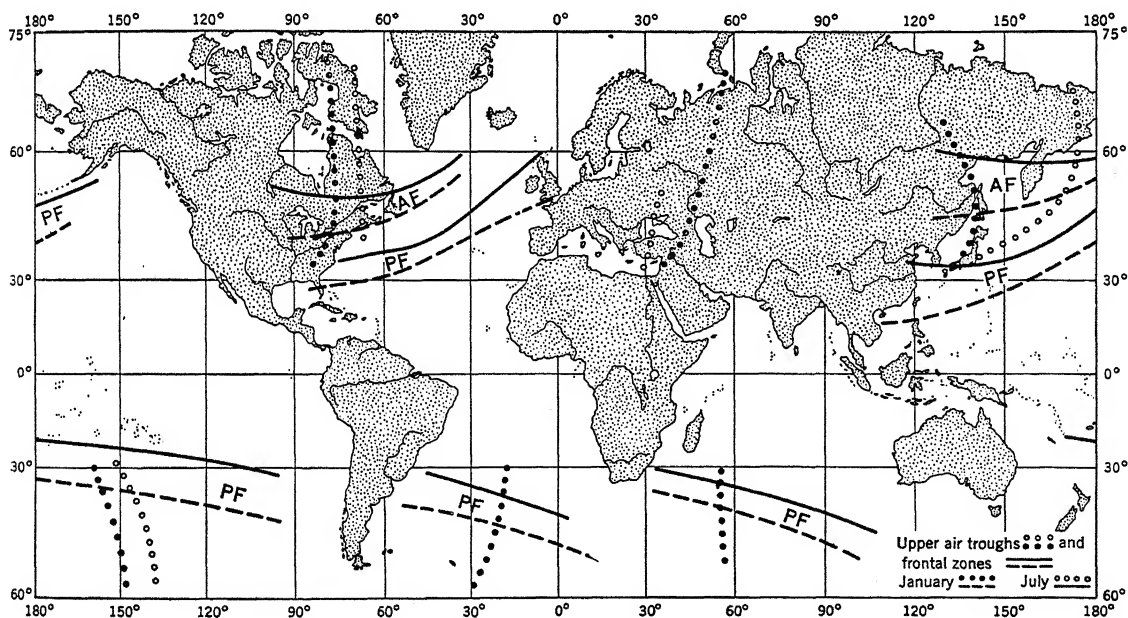 180° 150° 120° 90° 60° 30° 0° 30° 60° 90° 120° 150° 180°
75° 75°
60° 60°
AF AF
PF PF
PF PF
30° 30°
0° 0°
30° 30°
PF PF PF
Upper air troughs and
frontal zones
January July
60° 60°
180° 150° 120° 90° 60° 30° 0° 30° 60° 90° 120° 150° 180°